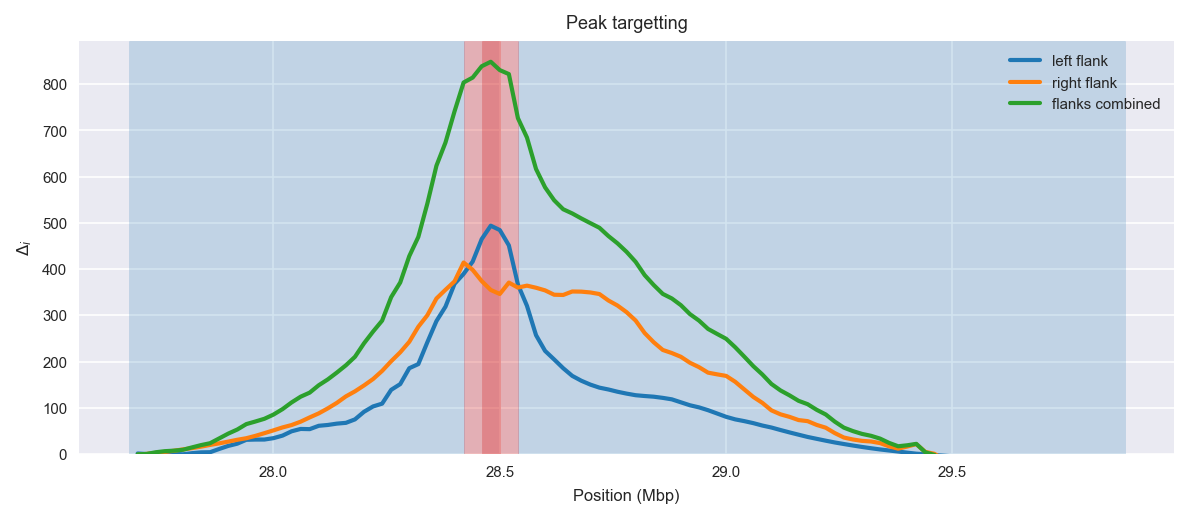 Peak targetting
left flank
right flank
flanks combined
800
700
600
500
400
300
200
100
0
Δi
28.0 28.5 29.0 29.5
Position (Mbp)